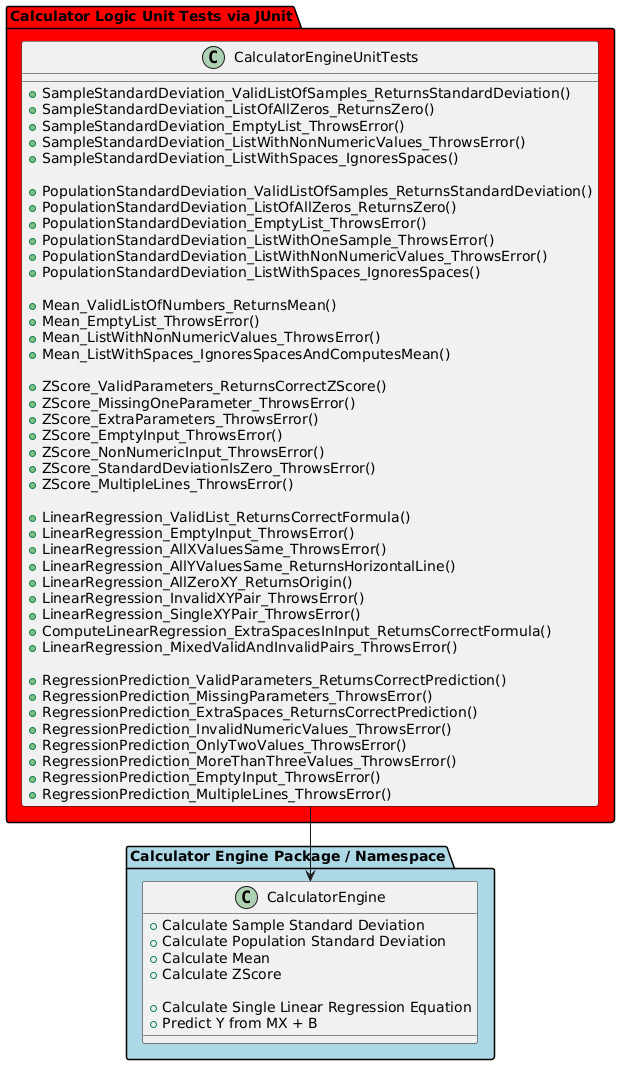 Calculator Logic Unit Tests via JUnit
C CalculatorEngineUnitTests
SampleStandardDeviation_ValidListOfSamples_ReturnsStandardDeviation()
SampleStandardDeviation_ListOfAllZeros_ReturnsZero()
SampleStandardDeviation_EmptyList_ThrowsError()
SampleStandardDeviation_ListWithNonNumericValues_ThrowsError()
SampleStandardDeviation_ListWithSpaces_IgnoresSpaces()
PopulationStandardDeviation_ValidListOfSamples_ReturnsStandardDeviation()
PopulationStandardDeviation_ListOfAllZeros_ReturnsZero()
PopulationStandardDeviation_EmptyList_ThrowsError()
PopulationStandardDeviation_ListWithOneSample_ThrowsError()
PopulationStandardDeviation_ListWithNonNumericValues_ThrowsError()
PopulationStandardDeviation_ListWithSpaces_IgnoresSpaces()
Mean_ValidListOfNumbers_ReturnsMean()
Mean_EmptyList_ThrowsError()
Mean_ListWithNonNumericValues_ThrowsError()
Mean_ListWithSpaces_IgnoresSpacesAndComputesMean()
ZScore_ValidParameters_ReturnsCorrectZScore()
ZScore_MissingOneParameter_ThrowsError()
ZScore_ExtraParameters_ThrowsError()
ZScore_EmptyInput_ThrowsError()
ZScore_NonNumericInput_ThrowsError()
ZScore_StandardDeviationIsZero_ThrowsError()
ZScore_MultipleLines_ThrowsError()
LinearRegression_ValidList_ReturnsCorrectFormula()
LinearRegression_EmptyInput_ThrowsError()
LinearRegression_AllXValuesSame_ThrowsError()
LinearRegression_AllYValuesSame_ReturnsHorizontalLine()
LinearRegression_AllZeroXY_ReturnsOrigin()
LinearRegression_InvalidXYPair_ThrowsError()
LinearRegression_SingleXYPair_ThrowsError()
ComputeLinearRegression_ExtraSpacesInInput_ReturnsCorrectFormula()
LinearRegression_MixedValidAndInvalidPairs_ThrowsError()
RegressionPrediction_ValidParameters_ReturnsCorrectPrediction()
RegressionPrediction_MissingParameters_ThrowsError()
RegressionPrediction_ExtraSpaces_ReturnsCorrectPrediction()
RegressionPrediction_InvalidNumericValues_ThrowsError()
RegressionPrediction_OnlyTwoValues_ThrowsError()
RegressionPrediction_MoreThanThreeValues_ThrowsError()
RegressionPrediction_EmptyInput_ThrowsError()
RegressionPrediction_MultipleLines_ThrowsError()
Calculator Engine Package / Namespace
C CalculatorEngine
Calculate Sample Standard Deviation
Calculate Population Standard Deviation
Calculate Mean
Calculate ZScore
Calculate Single Linear Regression Equation
Predict Y from MX + B